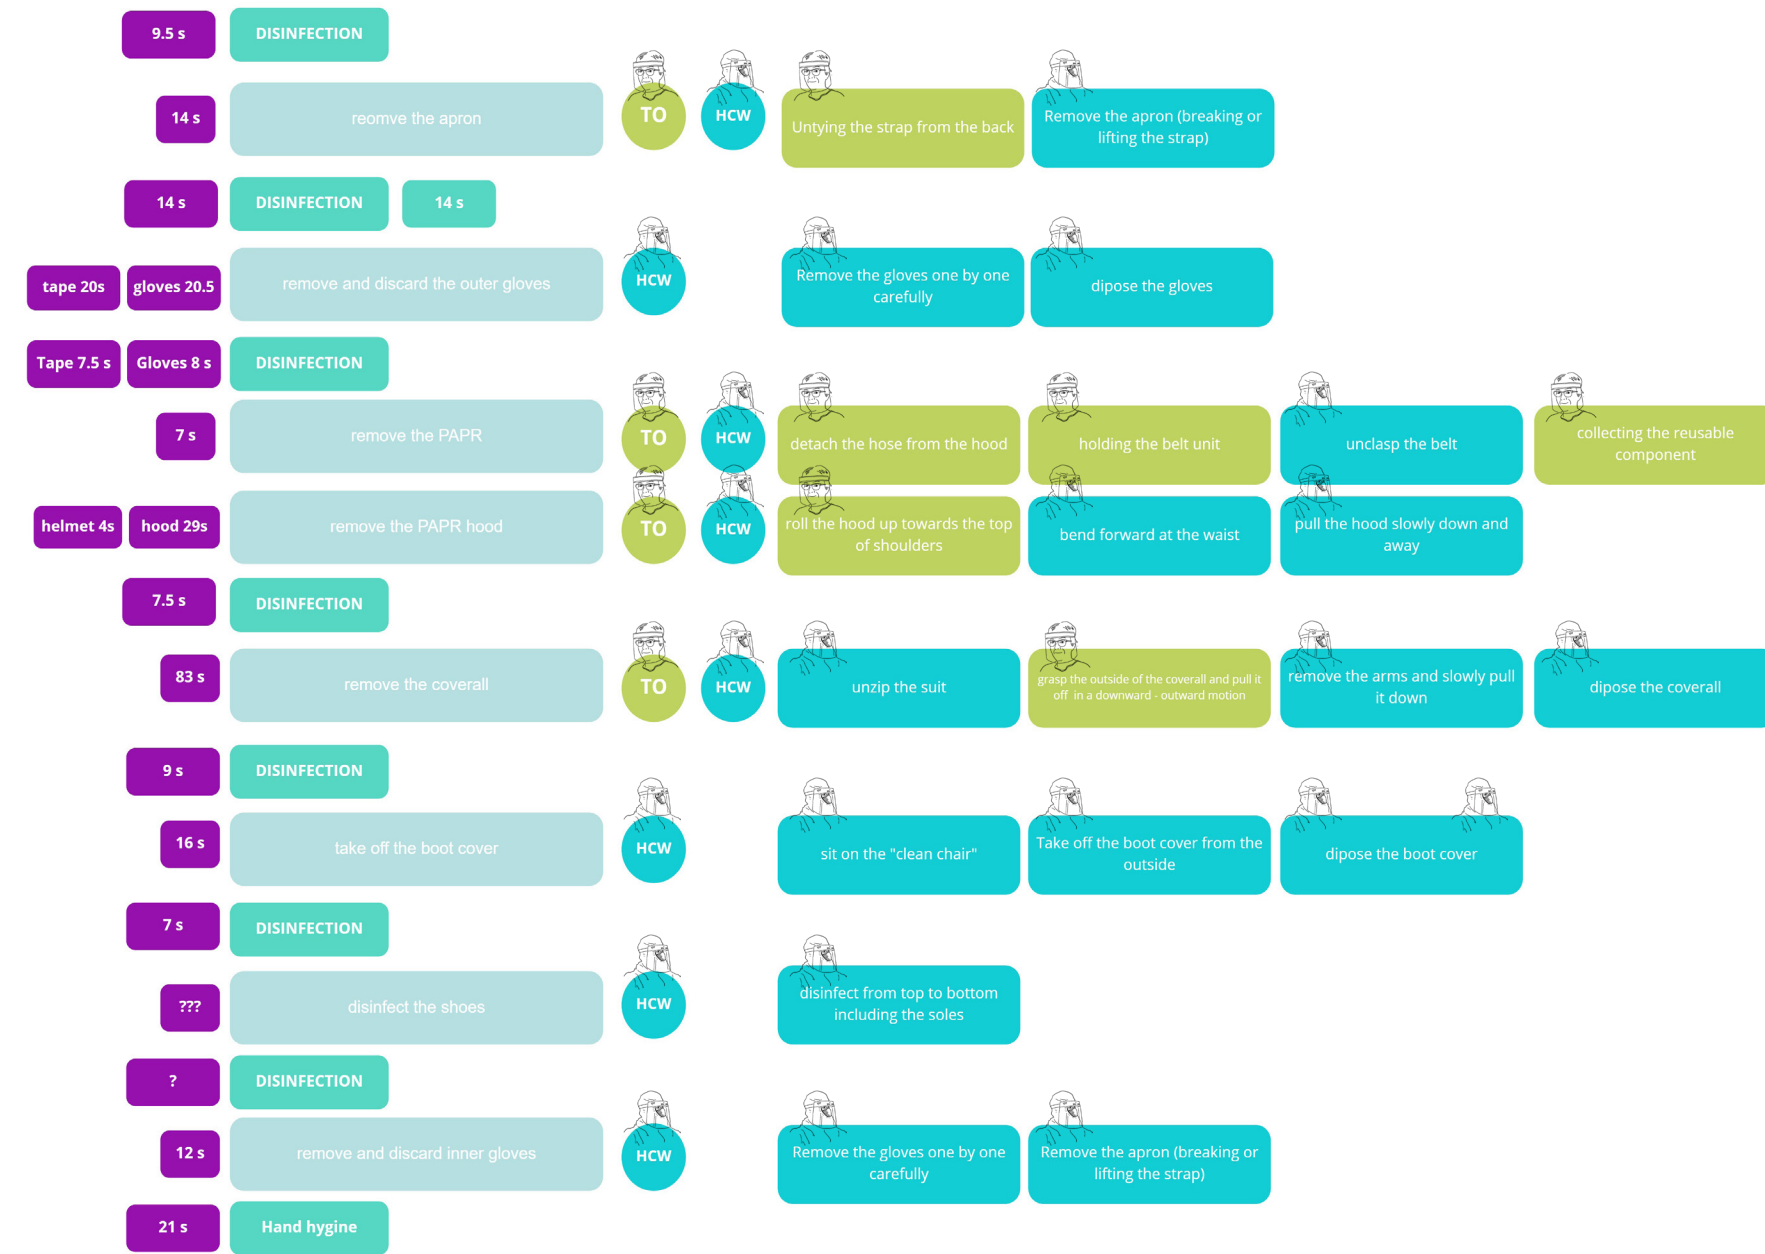 9.5 s
DISINFECTION
14 s
reomve the apron
TO
HCW
Untying the strap from the back
Remove the apron (breaking or
lifting the strap)
14 s
DISINFECTION
14 s
tape 20s
gloves 20.5
remove and discard the outer gloves
HCW
Remove the gloves one by one
carefully
dipose the gloves
Tape 7.5 s
Gloves 8 s
DISINFECTION
7 s
remove the PAPR
TO
HCW
detach the hose from the hood
holding the belt unit
unclasp the belt
collecting the reusable
component
helmet 4s
hood 29s
remove the PAPR hood
TO
HCW
roll the hood up towards the top
of shoulders
bend forward at the waist
pull the hood slowly down and
away
7.5 s
DISINFECTION
83 s
remove the coverall
TO
HCW
unzip the suit
grasp the outside of the coverall and pull it
off in a downward - outward motion
remove the arms and slowly pull
it down
dipose the coverall
9 s
DISINFECTION
16 s
take off the boot cover
HCW
sit on the "clean chair"
Take off the boot cover from the
outside
dipose the boot cover
7 s
DISINFECTION
???
disinfect the shoes
HCW
disinfect from top to bottom
including the soles
?
DISINFECTION
12 s
remove and discard inner gloves
HCW
Remove the gloves one by one
carefully
Remove the apron (breaking or
lifting the strap)
21 s
Hand hygine